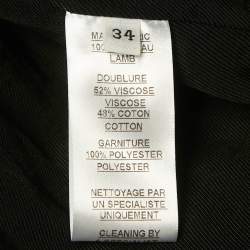 34
100%
LAMB
DOUBLURE
52% VISCOSE
VISCOSE
48% COTON
COTTON
GARNITURE
100% POLYESTER
POLYESTER
NETTOYAGE PAR
UN SPECIALISTE
UNIQUEMENT
CLEANING BY